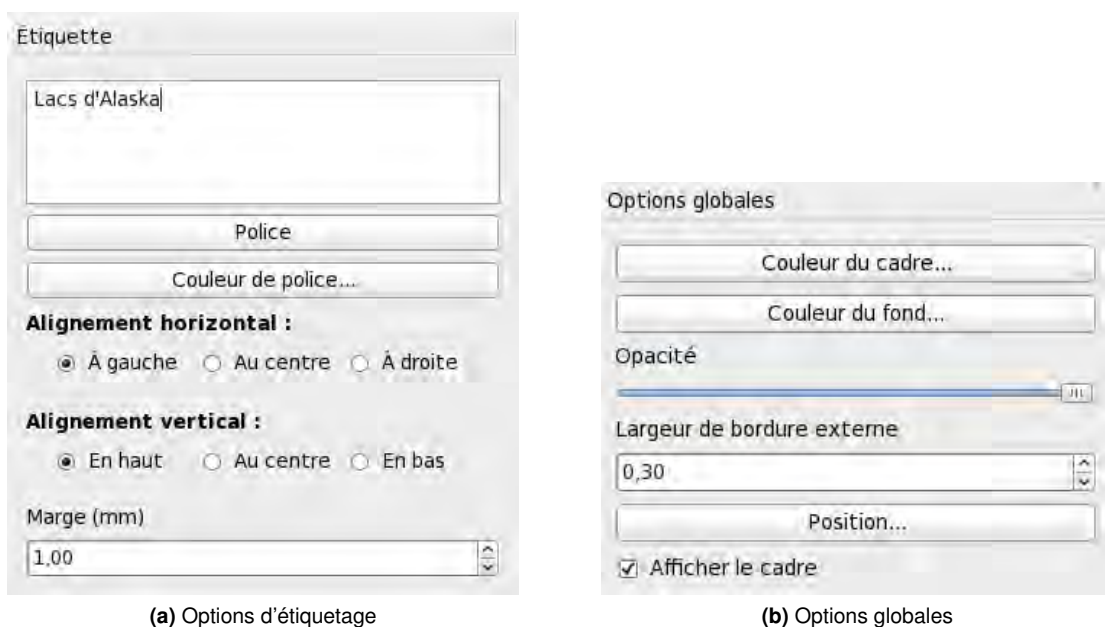 Étiquette
Lacs d'Alaska
Police
Couleur de police...
Alignement horizontal :
À gauche Au centre À droite
Alignement vertical :
En haut Au centre En bas
Marge (mm)
1,00
(a) Options d'étiquetage
Options globales
Couleur du cadre...
Couleur du fond...
Opacité
Largeur de bordure externe
0,30
Position...
Afficher le cadre
(b) Options globales